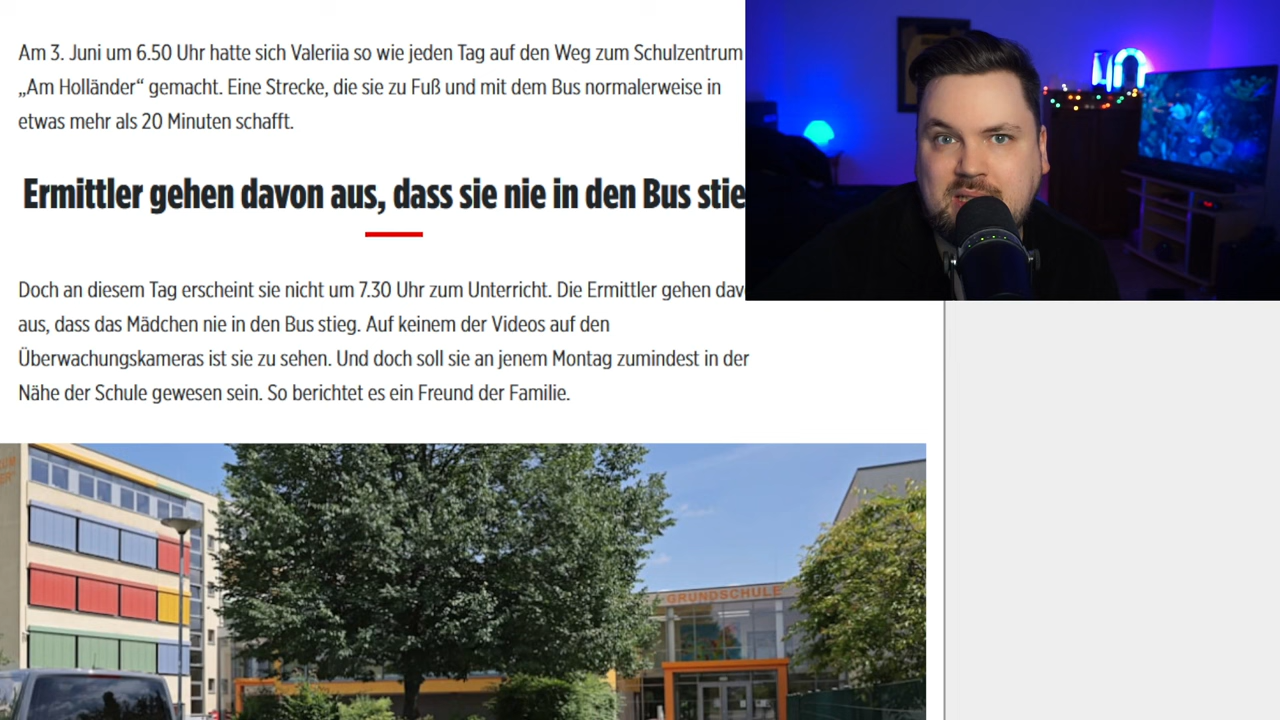 Am 3. Juni um 6.50 Uhr hatte sich Valeriia so wie jeden Tag auf den Weg zum Schulzentrum
„Am Holländer“ gemacht. Eine Strecke, die sie zu Fuß und mit dem Bus normalerweise in
etwas mehr als 20 Minuten schafft.
Ermittler gehen davon aus, dass sie nie in den Bus stie
Doch an diesem Tag erscheint sie nicht um 7.30 Uhr zum Unterricht. Die Ermittler gehen dav
aus, dass das Mädchen nie in den Bus stieg. Auf keinem der Videos auf den
Überwachungskameras ist sie zu sehen. Und doch soll sie an jenem Montag zumindest in der
Nähe der Schule gewesen sein. So berichtet es ein Freund der Familie.
GRUNDSCHULE